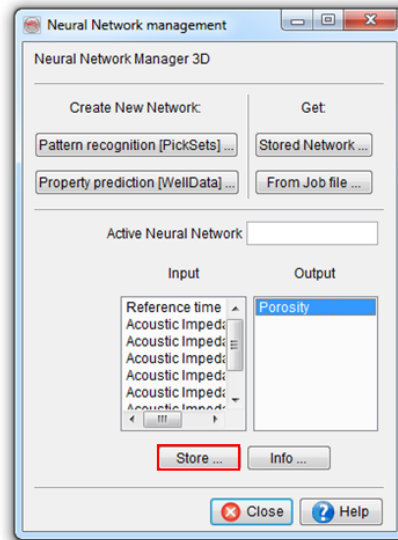 Neural Network management
Neural Network Manager 3D
Create New Network:
Get:
Pattern recognition [PickSets] ...
Stored Network ...
Property prediction [WellData] ...
From Job file ...
Active Neural Network
Input
Output
Reference time
Porosity
Acoustic Impeda
Acoustic Impeda
Acoustic Impeda
Acoustic Impeda
Acoustic Impeda
Acoustic Impeda
Store ...
Info ...
Close
Help